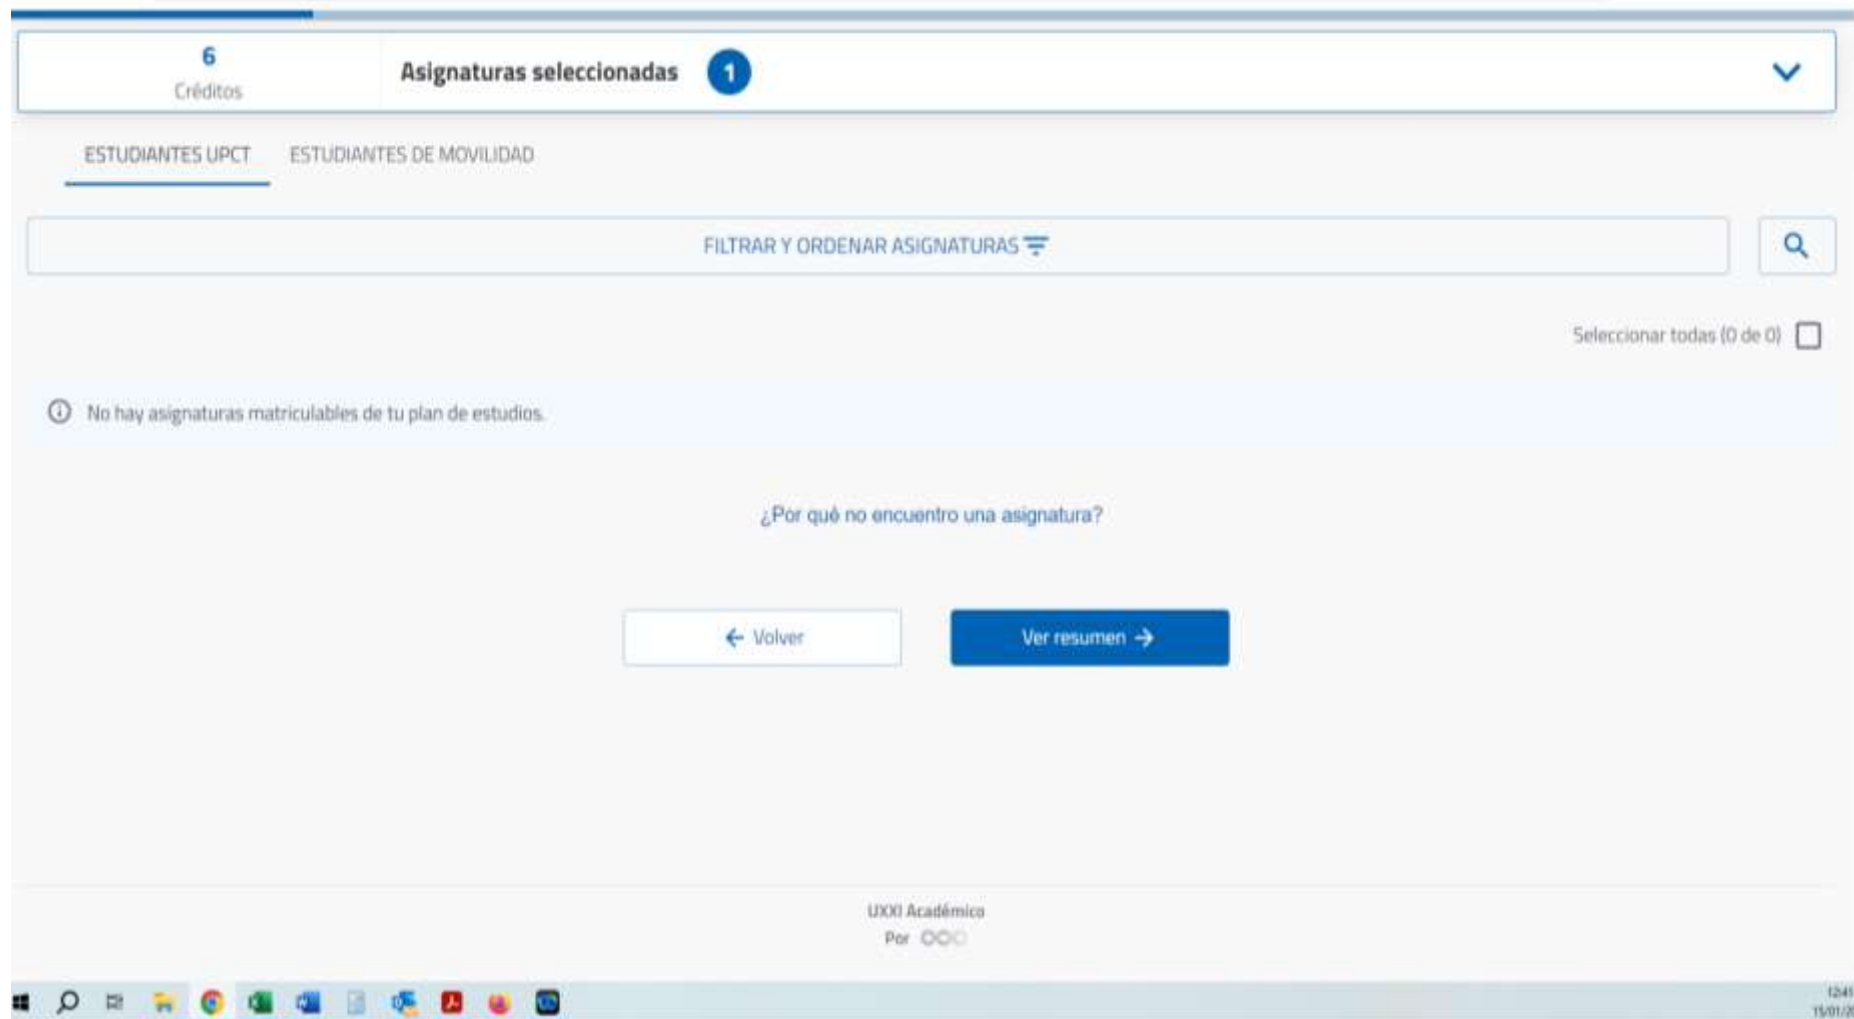 6
Créditos
Asignaturas seleccionadas 1
ESTUDIANTES UPCT ESTUDIANTES DE MOVILIDAD
FILTRAR Y ORDENAR ASIGNATURAS
Seleccionar todas (0 de 0)
No hay asignaturas matriculables de tu plan de estudios.
¿Por qué no encuentro una asignatura?
Volver Ver resumen
UXXI Académico
Por
12:41